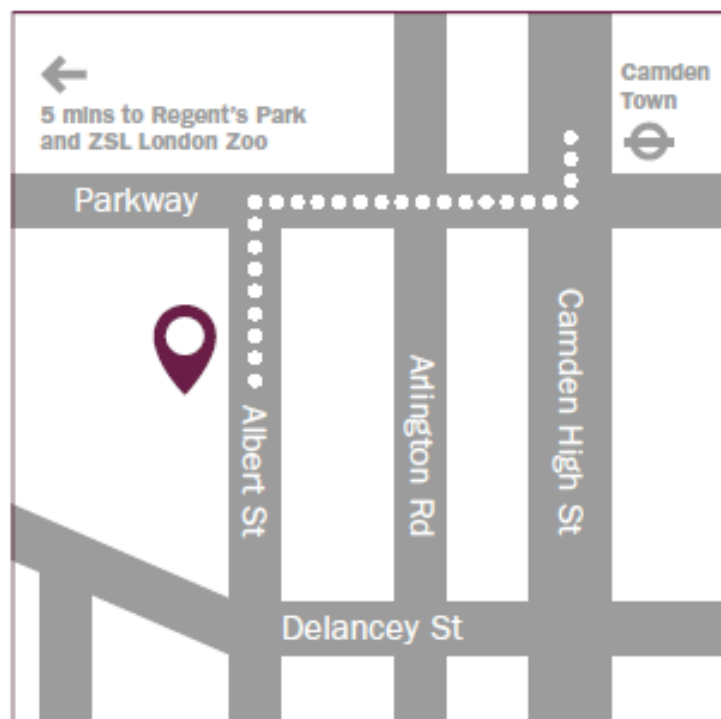 Camden
Town
5 mins to Regent's Park
and ZSL London Zoo
Parkway
Camden High St
Arlington Rd
Albert St
Delancey St